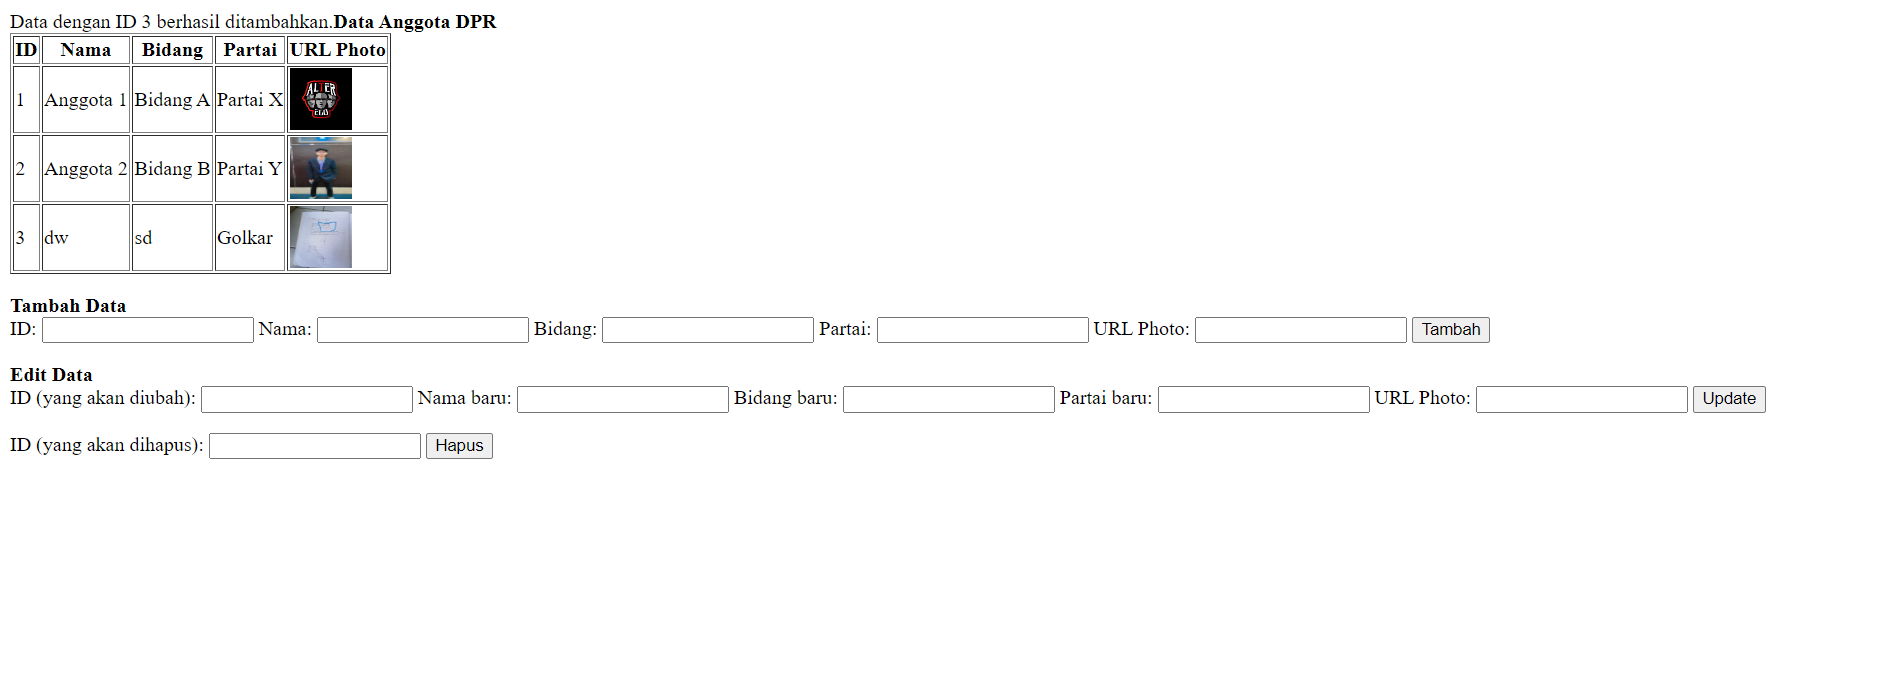 Data dengan ID 3 berhasil ditambahkan.Data Anggota DPR
ID Nama Bidang Partai URL Photo
1 Anggota 1 Bidang A Partai X
ALTER
EGO
2 Anggota 2 Bidang B Partai Y
3 dw sd Golkar
Tambah Data
ID: Nama: Bidang: Partai: URL Photo: Tambah
Edit Data
ID (yang akan diubah): Nama baru: Bidang baru: Partai baru: URL Photo: Update
ID (yang akan dihapus): Hapus